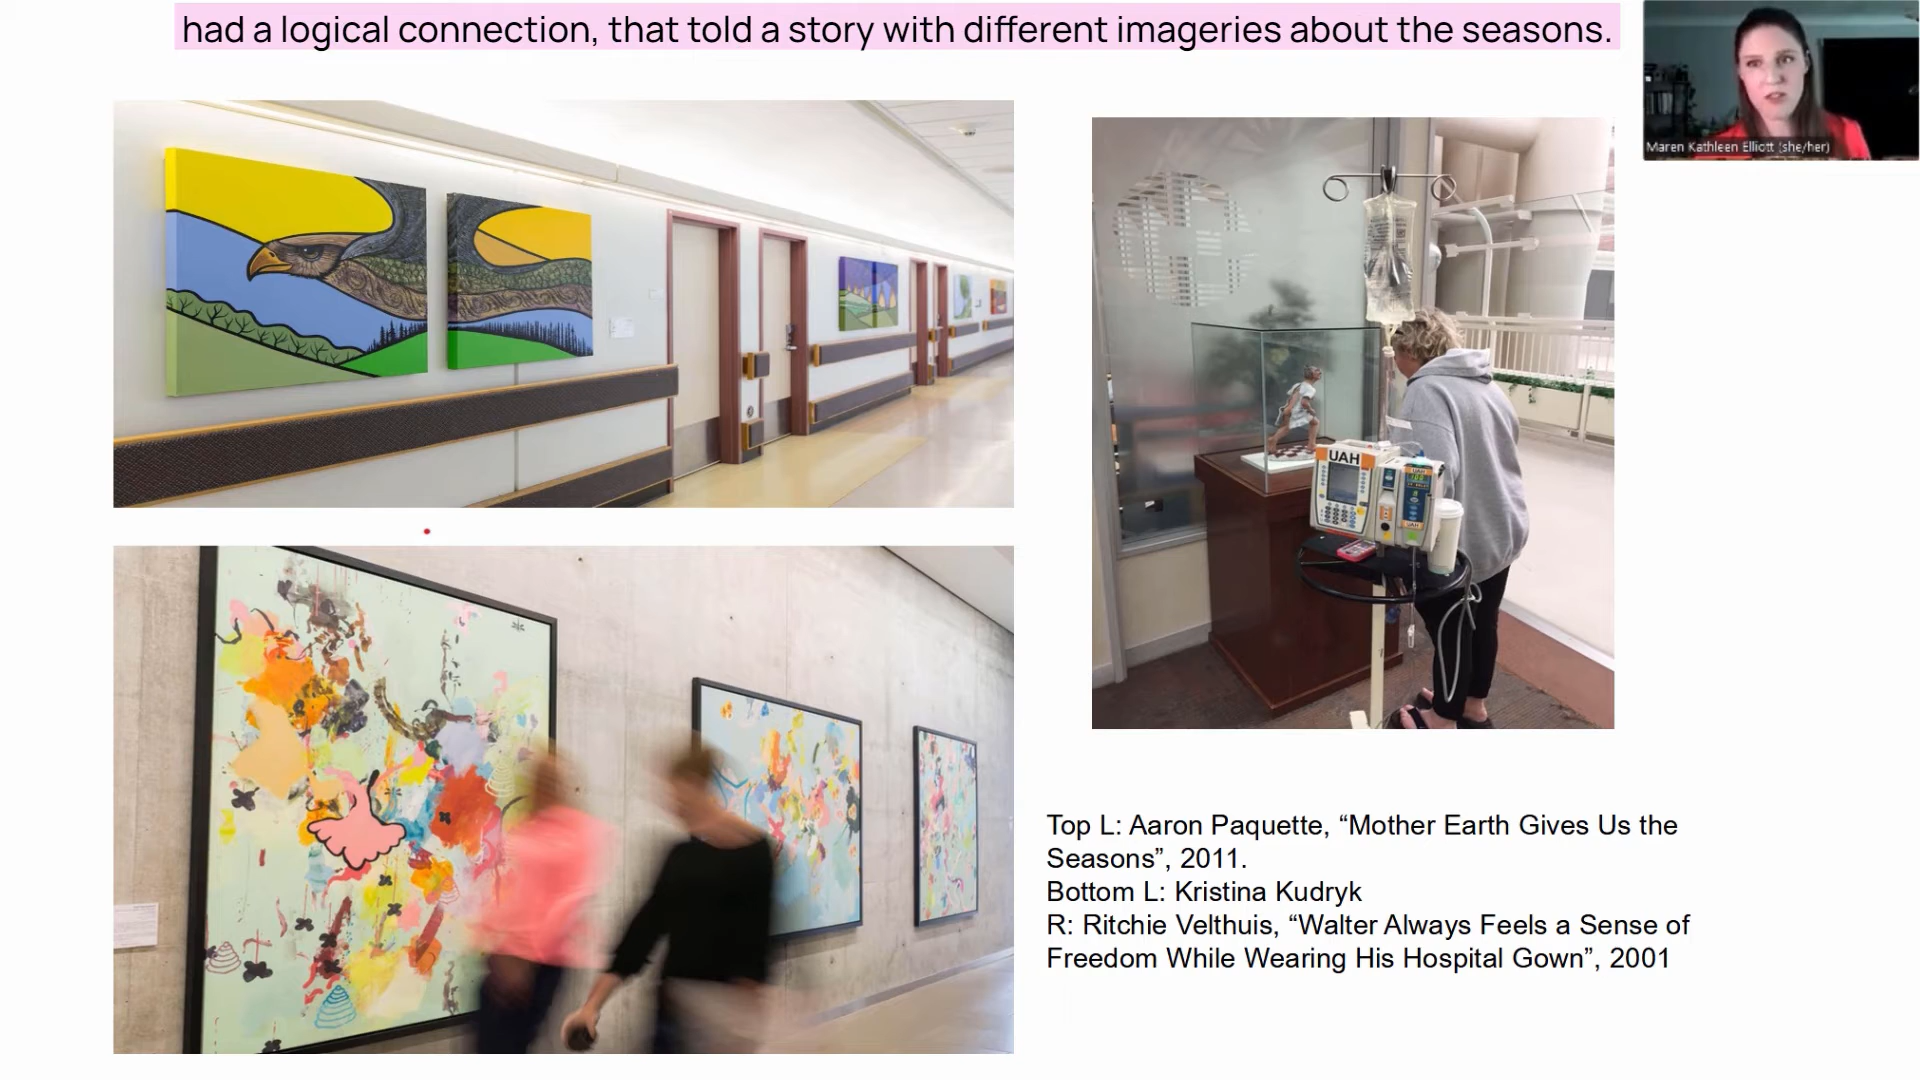 had a logical connection, that told a story with different imageries about the seasons.
Maren Kathleen Elliott (she/her)
UAH
UAH
Top L: Aaron Paquette, “Mother Earth Gives Us the
Seasons”, 2011.
Bottom L: Kristina Kudryk
R: Ritchie Velthuis, “Walter Always Feels a Sense of
Freedom While Wearing His Hospital Gown”, 2001